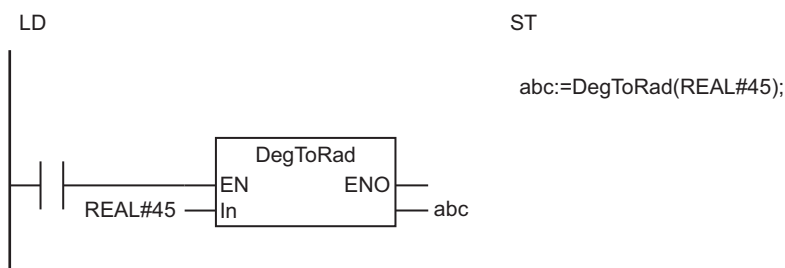 LD
ST
abc:=DegToRad(REAL#45);
DegToRad
EN ENO
REAL#45 In abc